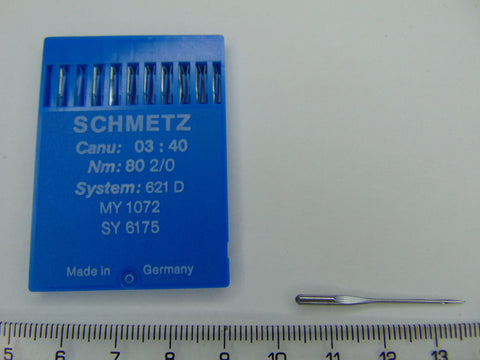 SCHMETZ
Canu: 03 : 40
Nm: 80 2/0
System: 621 D
MY 1072
SY 6175
Made in Germany
5 6 7 8 9 10 11 12 13